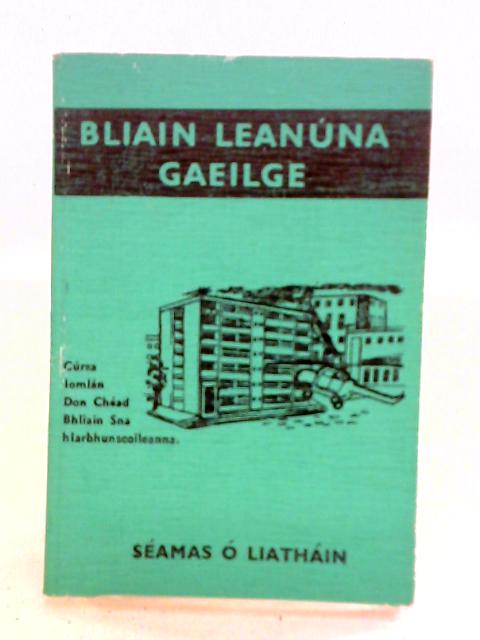 BLIAIN LEANÚNA
GAEILGE
Cúrsa
Iomlán
Don Chéad
Bhliain Sna
hIarbhunscoileanna.
SÉAMAS Ó LIATHÁIN